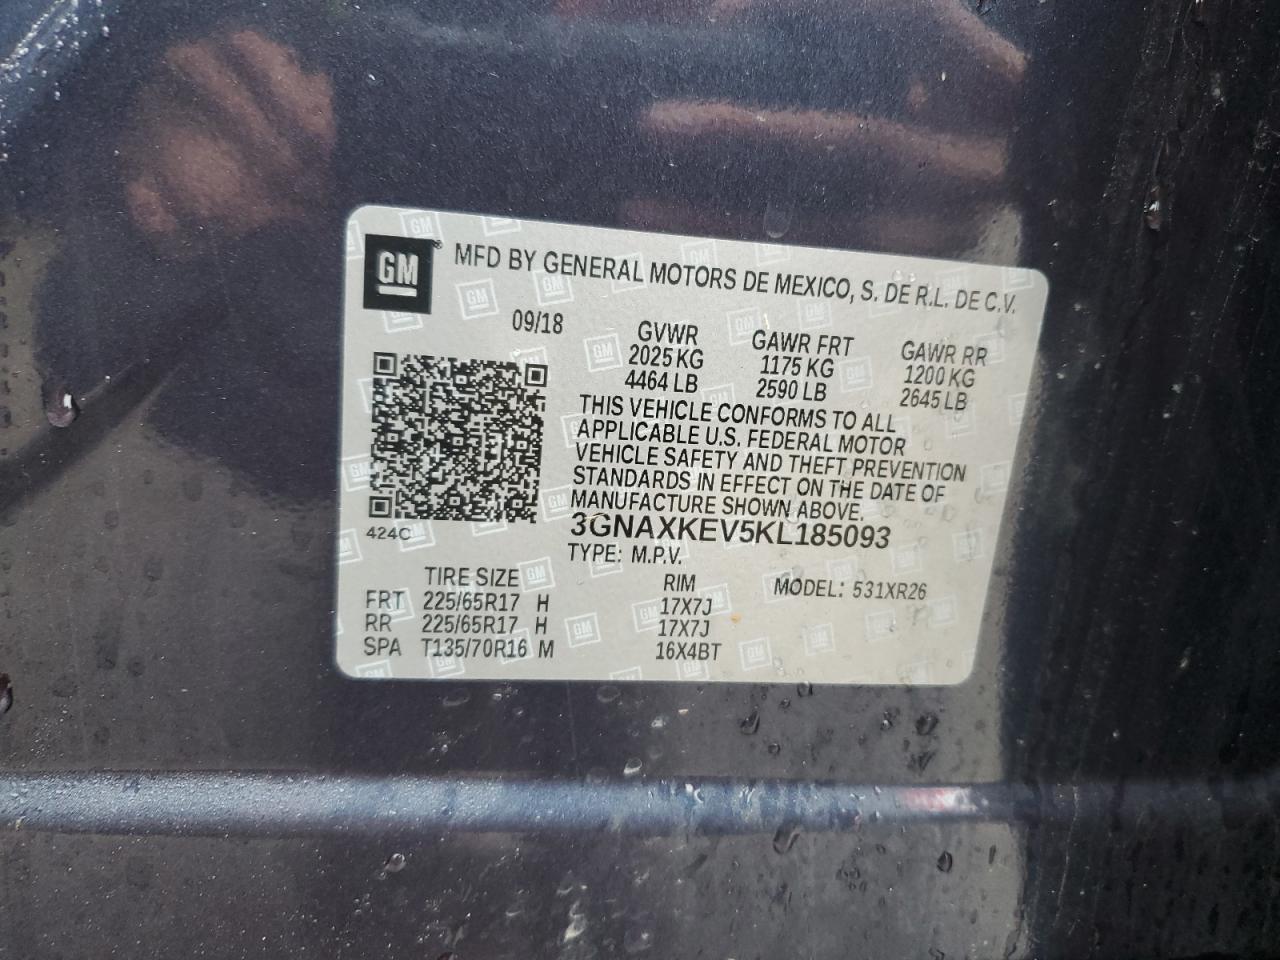 GM® MFD BY GENERAL MOTORS DE MEXICO, S. DE R.L. DE C.V.
09/18 GVWR GAWR FRT GAWR RR
2025 KG 1175 KG 1200 KG
4464 LB 2590 LB 2645 LB
THIS VEHICLE CONFORMS TO ALL
APPLICABLE U.S. FEDERAL MOTOR
VEHICLE SAFETY AND THEFT PREVENTION
STANDARDS IN EFFECT ON THE DATE OF
MANUFACTURE SHOWN ABOVE.
424C 3GNAXKEV5KL185093
TYPE: M.P.V.
TIRE SIZE RIM MODEL: 531XR26
FRT 225/65R17 H 17X7J
RR 225/65R17 H 17X7J
SPA T135/70R16 M 16X4BT